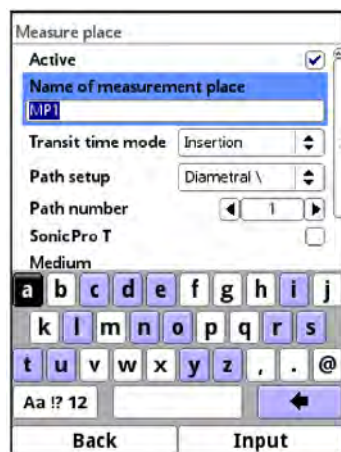 Measure place
Active
Name of measurement place
MP1
Transit time mode Insertion
Path setup Diametral \
Path number 1
SonicPro T
Medium
a b c d e f g h i j
k l m n o p q r s
t u v w x y z , . @
Aa !? 12
Back Input